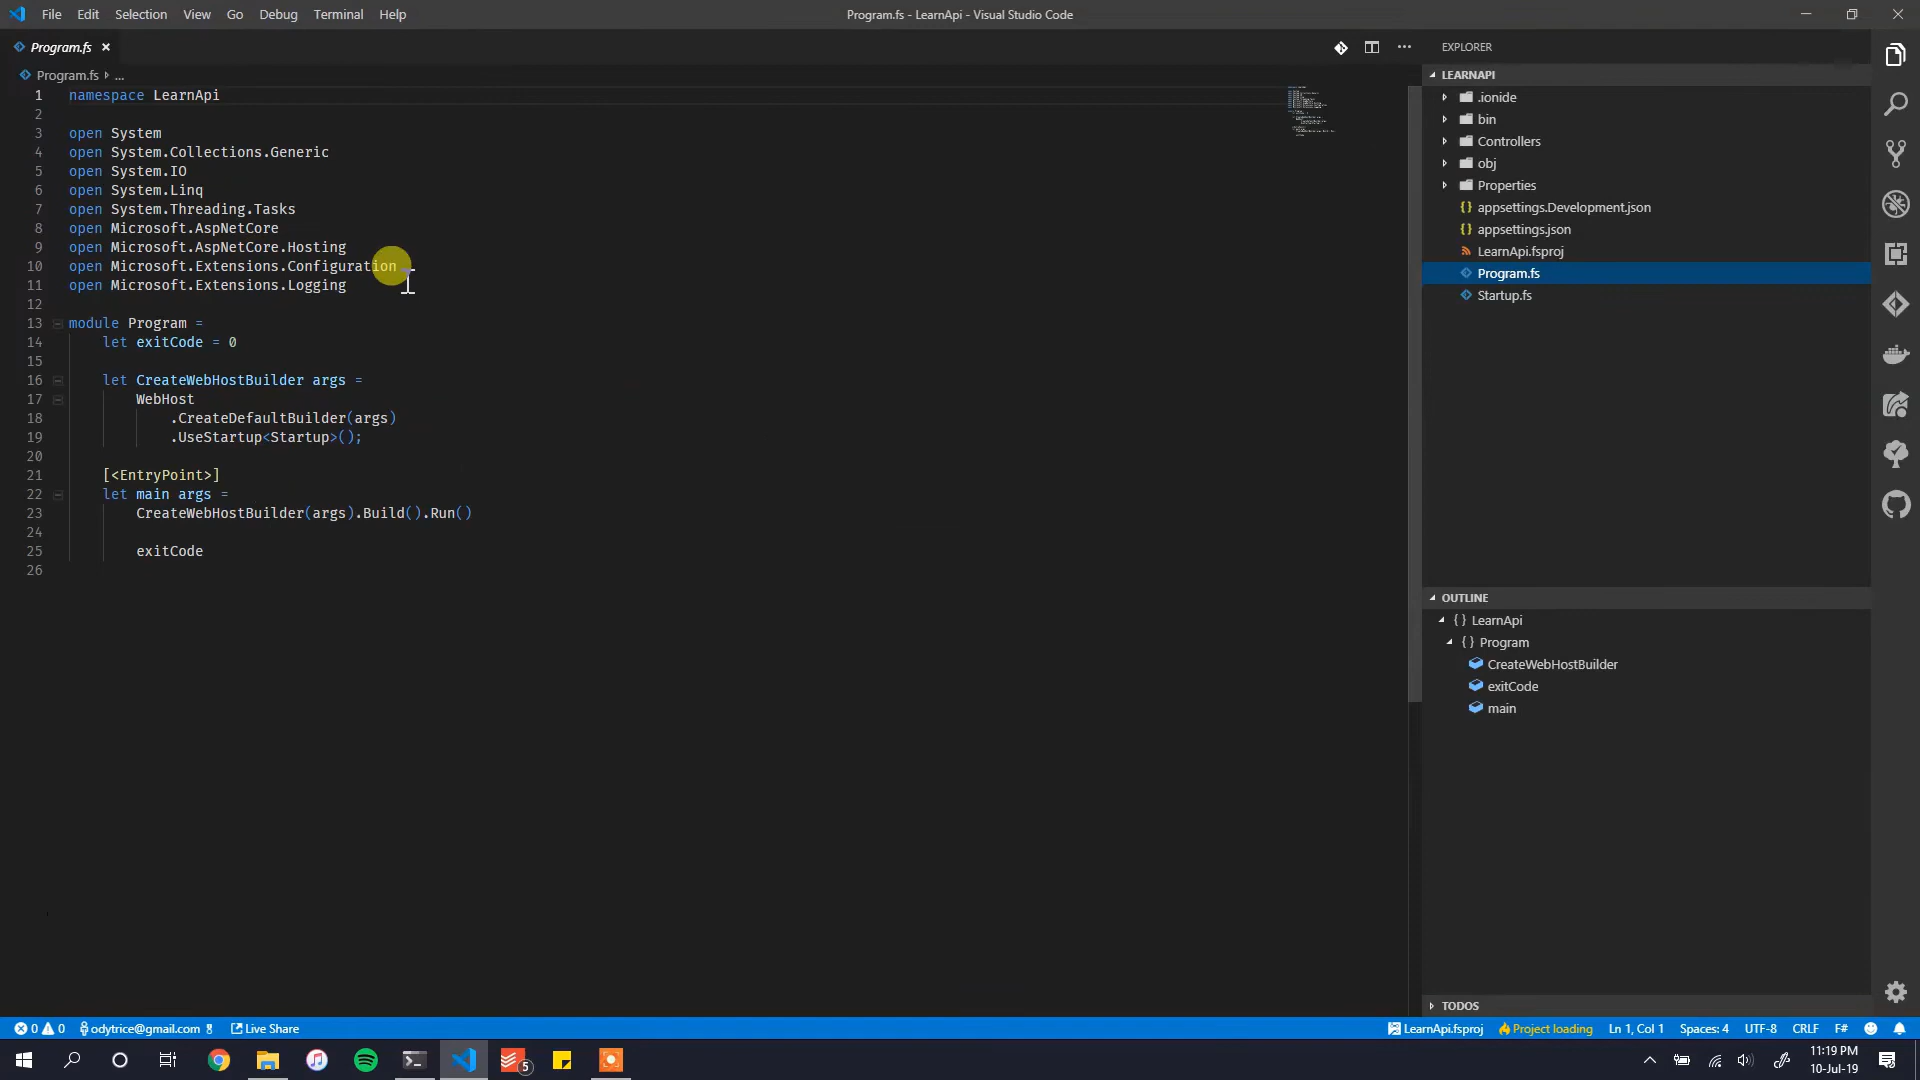 File Edit Selection View Go Debug Terminal Help
Program.fs - LearnApi - Visual Studio Code
Program.fs
Program.fs ...
1 namespace LearnApi
2
3 open System
4 open System.Collections.Generic
5 open System.IO
6 open System.Linq
7 open System.Threading.Tasks
8 open Microsoft.AspNetCore
9 open Microsoft.AspNetCore.Hosting
10 open Microsoft.Extensions.Configuration
11 open Microsoft.Extensions.Logging
12
13 module Program =
14 let exitCode = 0
15
16 let CreateWebHostBuilder args =
17 WebHost
18 .CreateDefaultBuilder(args)
19 .UseStartup<Startup>();
20
21 [<EntryPoint>]
22 let main args =
23 CreateWebHostBuilder(args).Build().Run()
24
25 exitCode
26
EXPLORER
LEARNAPI
.ionide
bin
Controllers
obj
Properties
appsettings.Development.json
appsettings.json
LearnApi.fsproj
Program.fs
Startup.fs
OUTLINE
{ } LearnApi
{ } Program
CreateWebHostBuilder
exitCode
main
TODOS
0 0 odytrice@gmail.com Live Share
LearnApi.fsproj Project loading Ln 1, Col 1 Spaces: 4 UTF-8 CRLF F#
5
11:19 PM
10-Jul-19